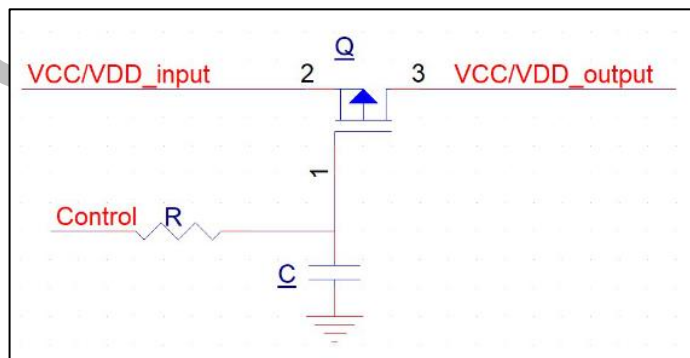 Q
VCC/VDD_input 2 3 VCC/VDD_output
1
Control R
C